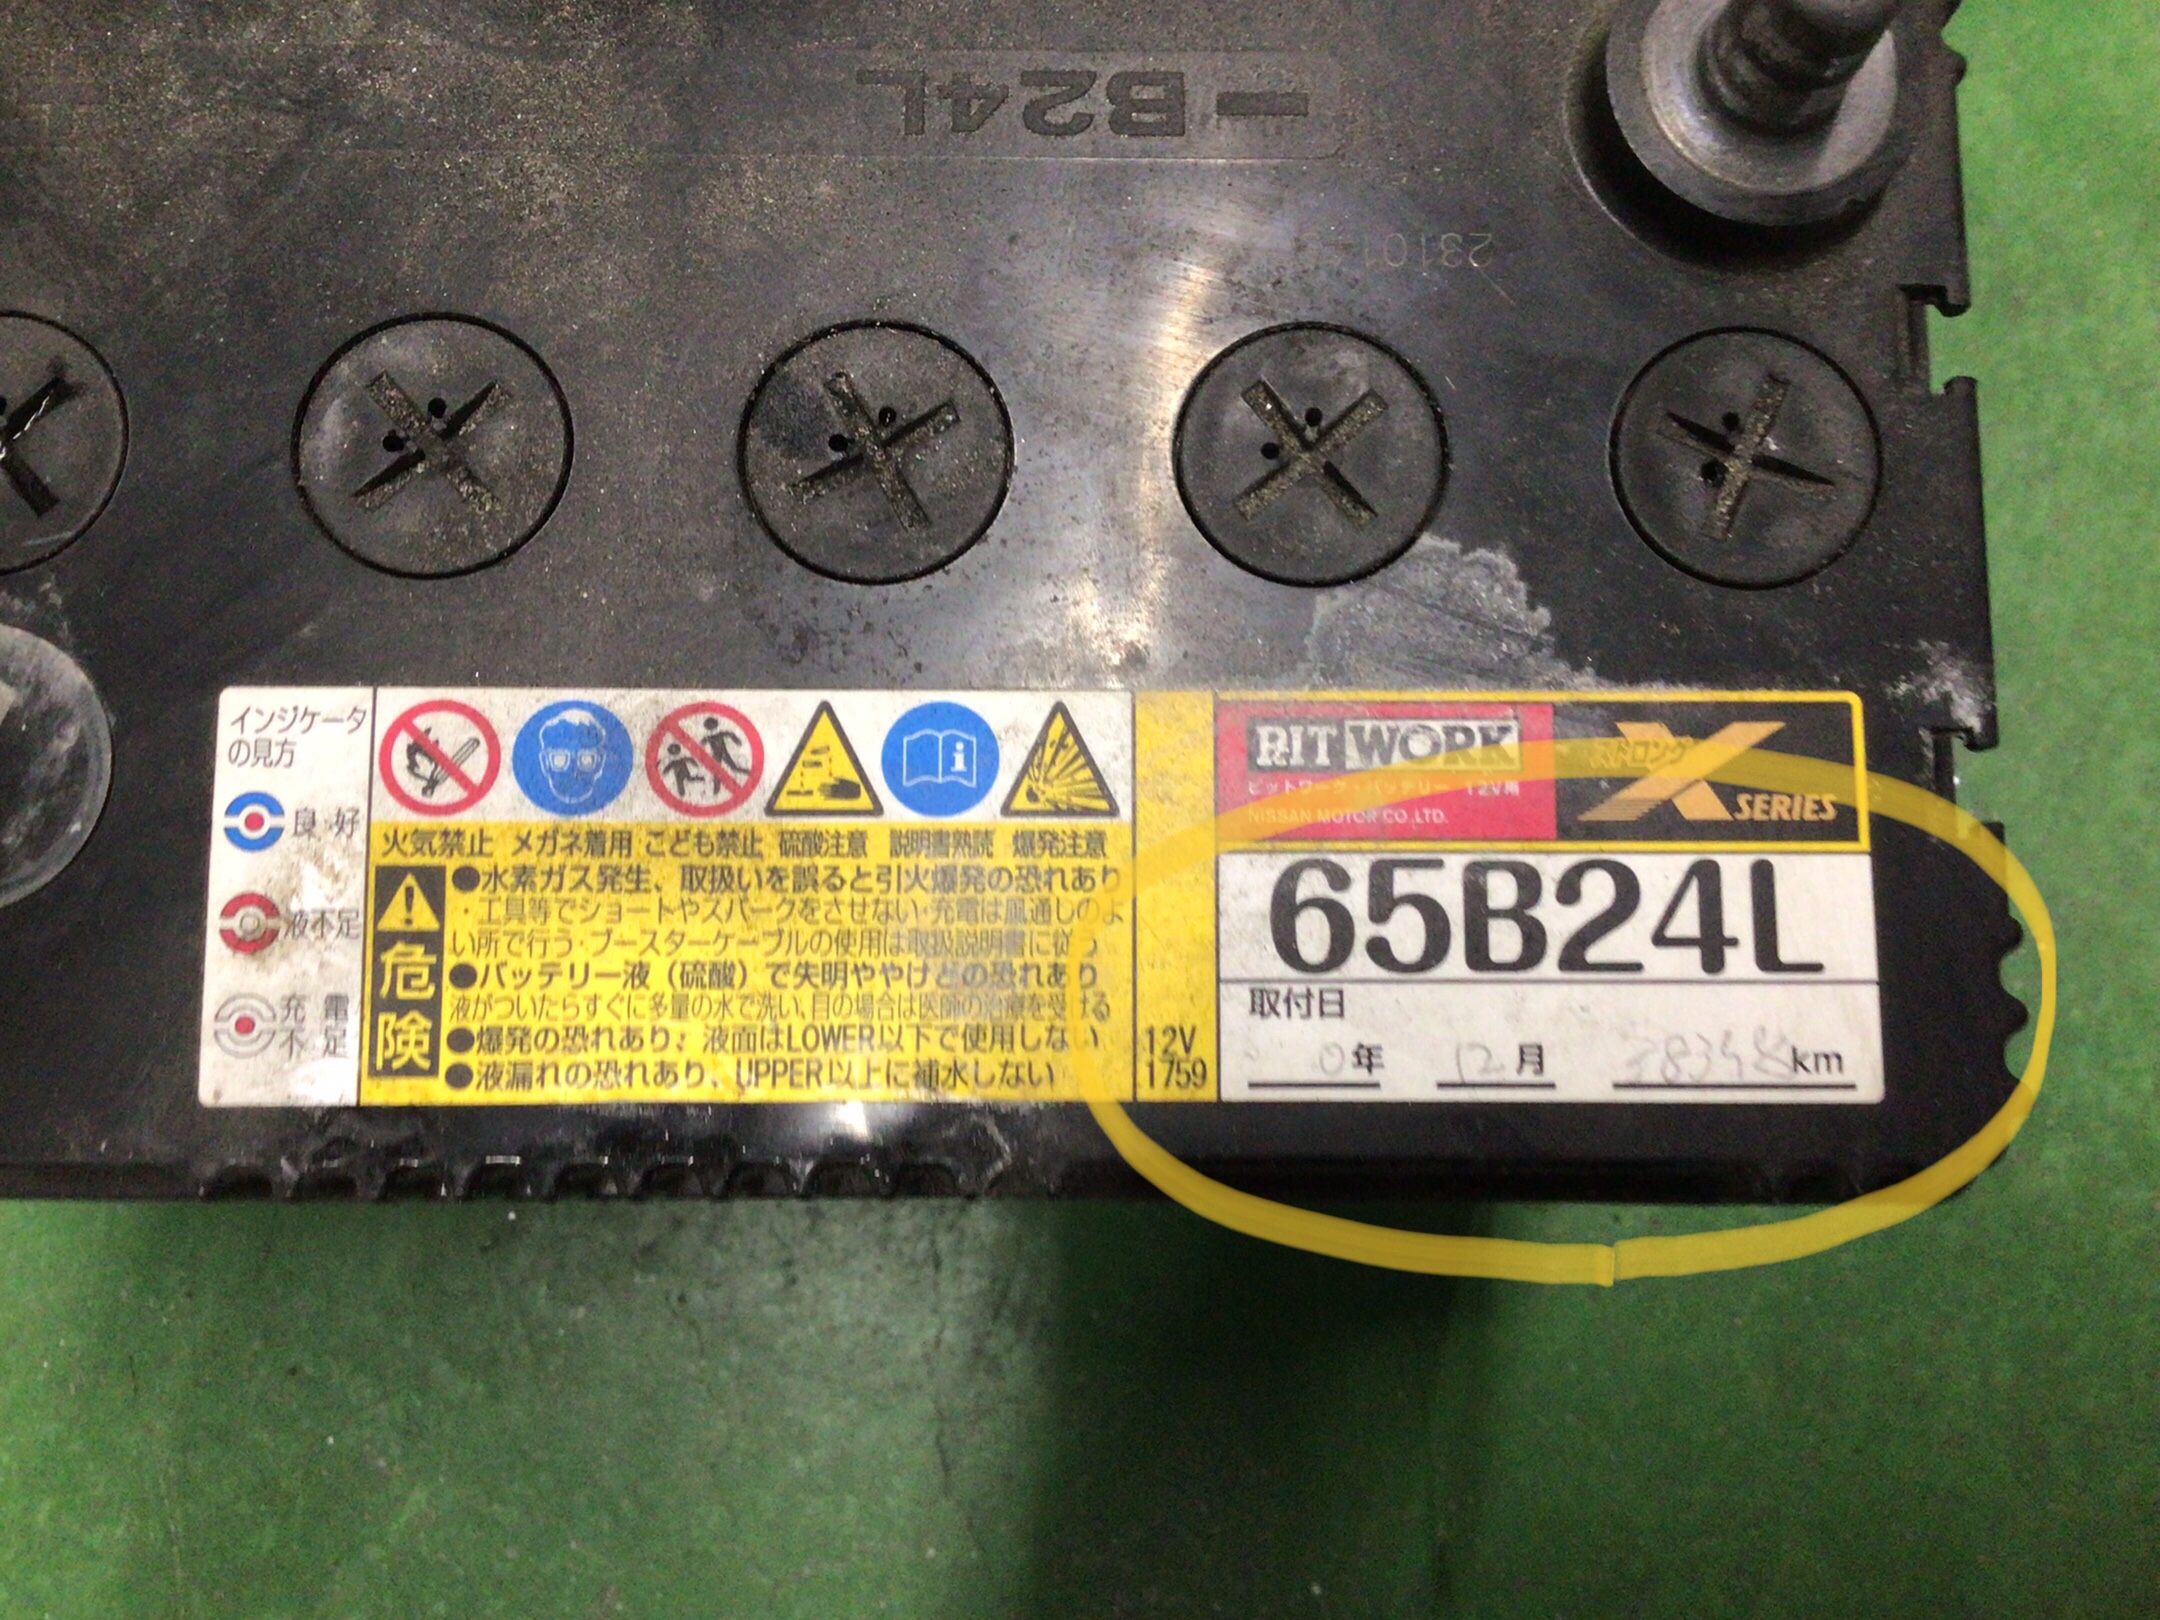 B24L
インジケータ
の見方
良好
液不足
充電
不足
火気禁止 メガネ着用 こども禁止 硫酸注意 説明書熟読 爆発注意
危険
●水素ガス発生、取扱いを誤ると引火爆発の恐れあり
・工具等でショートやスパークをさせない・充電は風通しのよ
い所で行う・ブースターケーブルの使用は取扱説明書に従う
●バッテリー液（硫酸）で失明ややけどの恐れあり
液がついたらすぐに多量の水で洗い、目の場合は医師の治療を受ける
●爆発の恐れあり、液面はLOWER以下で使用しない
●液漏れの恐れあり、UPPER以上に補水しない
12V
1759
PIT WORK
ピットワーク・バッテリー 12V用
NISSAN MOTOR CO.,LTD.
ストロング
X SERIES
65B24L
取付日
0年 12月 km